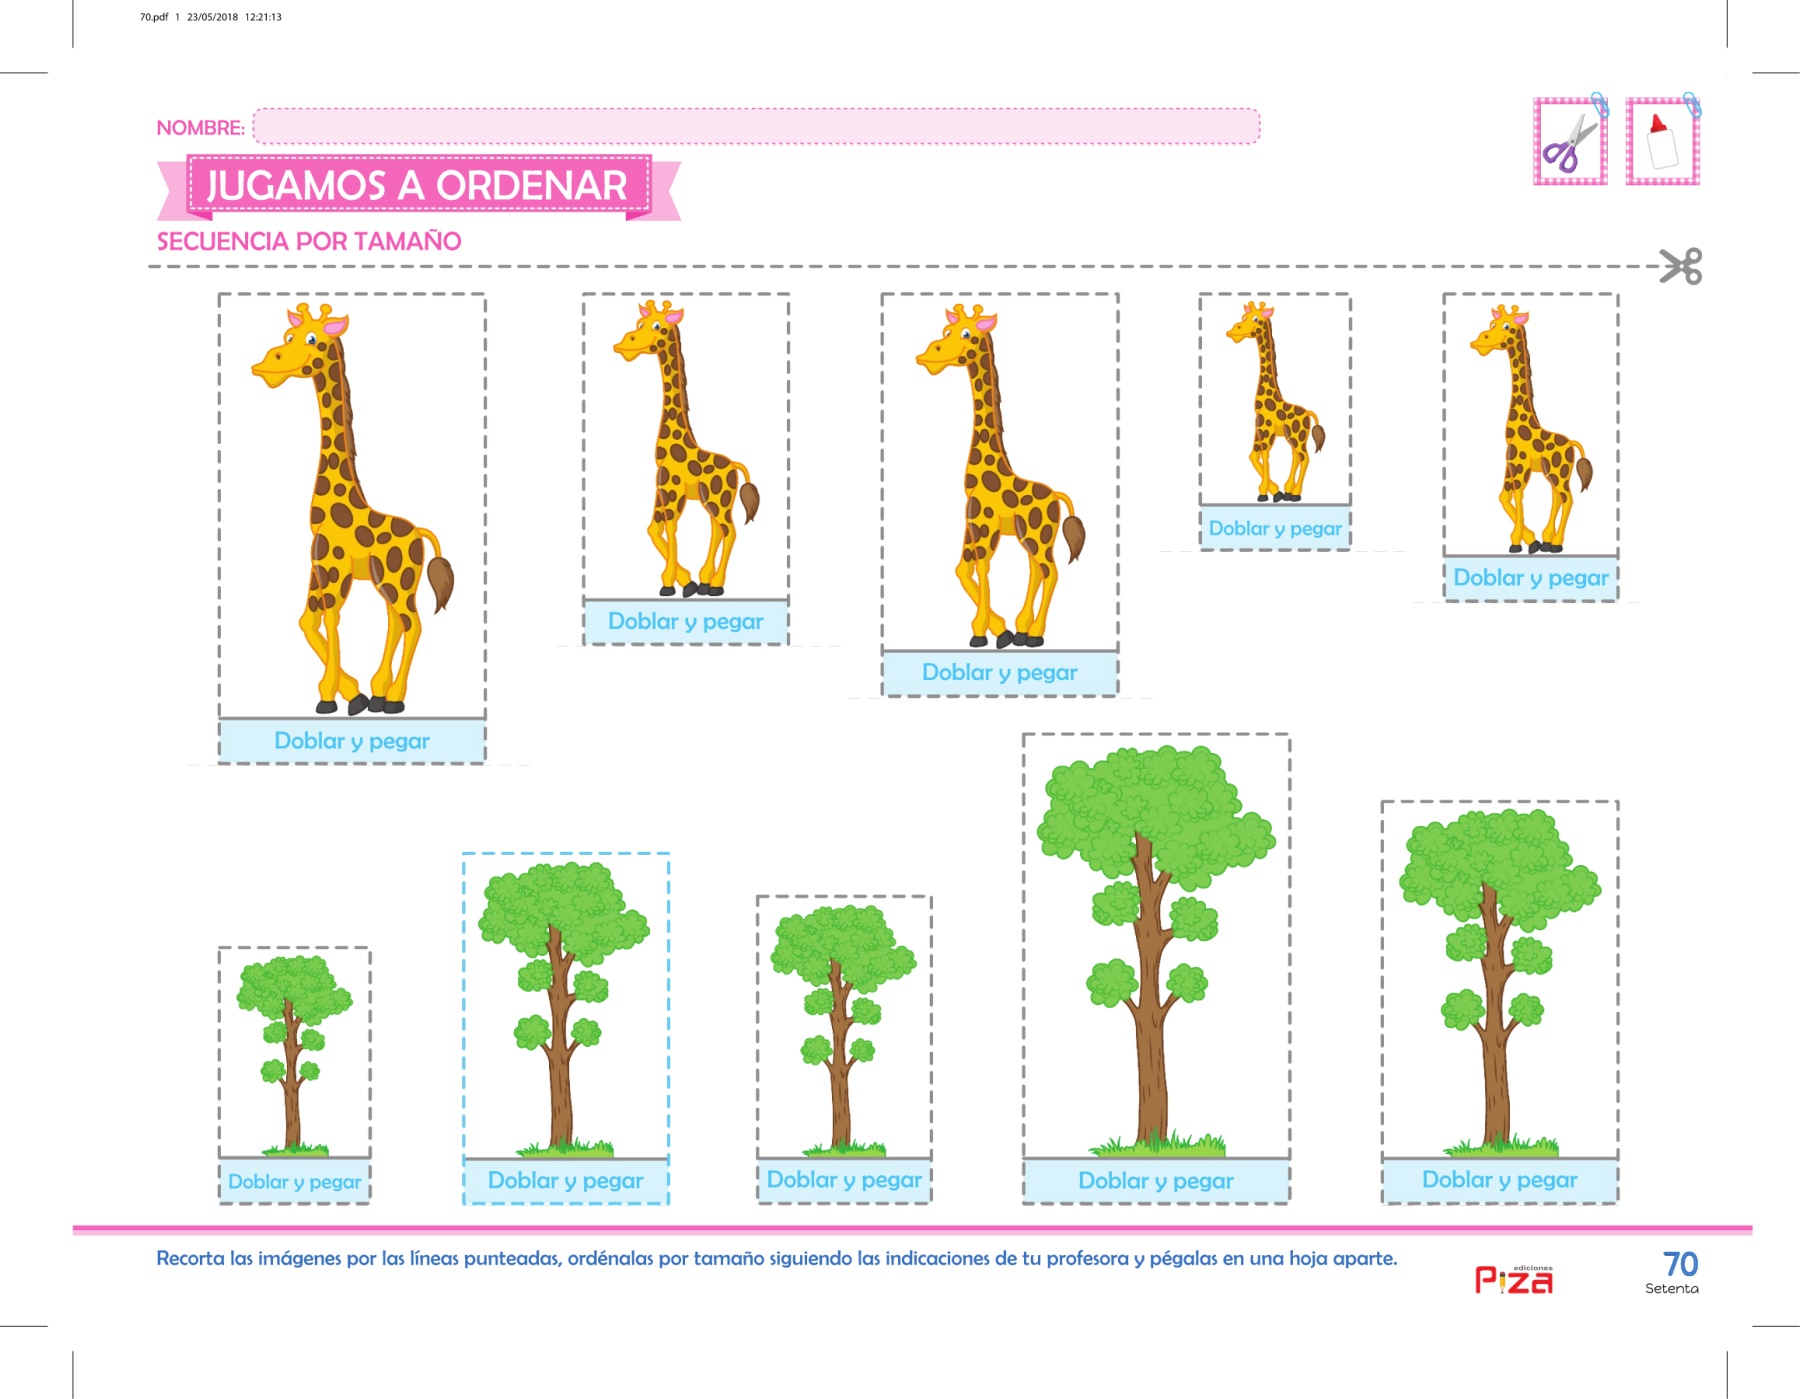 70.pdf 1 23/05/2018 12:21:13
NOMBRE:
JUGAMOS A ORDENAR
SECUENCIA POR TAMAÑO
Doblar y pegar
Doblar y pegar
Doblar y pegar
Doblar y pegar
Doblar y pegar
Doblar y pegar
Doblar y pegar
Doblar y pegar
Doblar y pegar
Doblar y pegar
Recorta las imágenes por las líneas punteadas, ordénalas por tamaño siguiendo las indicaciones de tu profesora y pégalas en una hoja aparte.
ediciones
Piza
70
Setenta